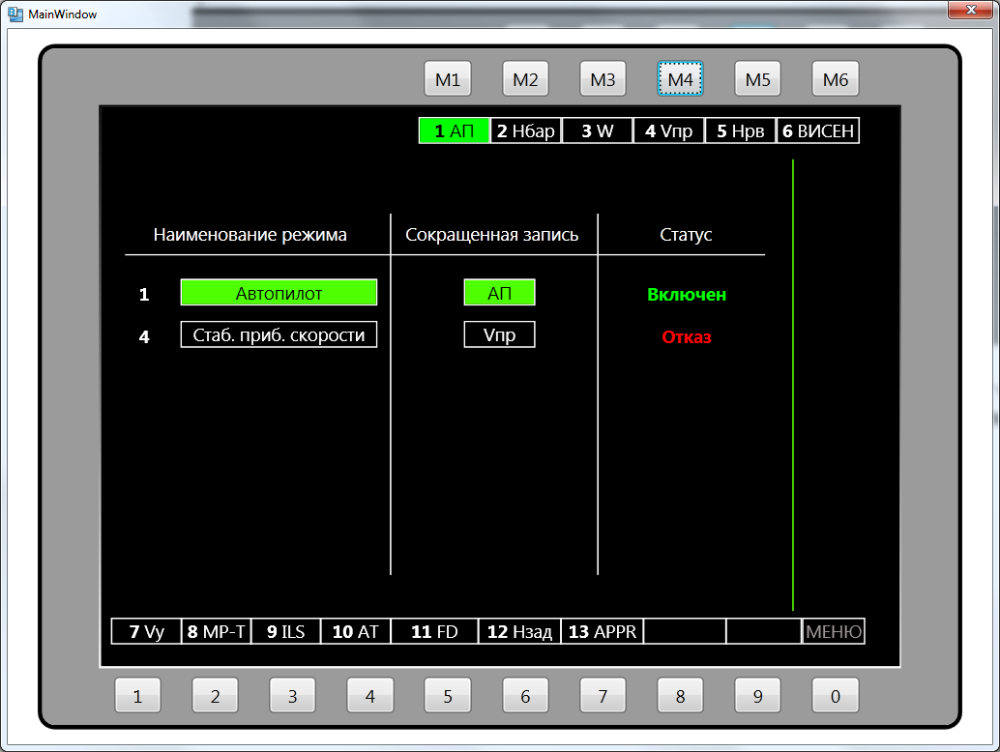 MainWindow
M1 M2 M3 M4 M5 M6
1 АП 2 Нбар 3 W 4 Vпр 5 Нрв 6 ВИСЕН
Наименование режима Сокращенная запись Статус
1 Автопилот АП Включен
4 Стаб. приб. скорости Vпр Отказ
7 Vy 8 МР-Т 9 ILS 10 АТ 11 FD 12 Нзад 13 APPR МЕНЮ
1 2 3 4 5 6 7 8 9 0